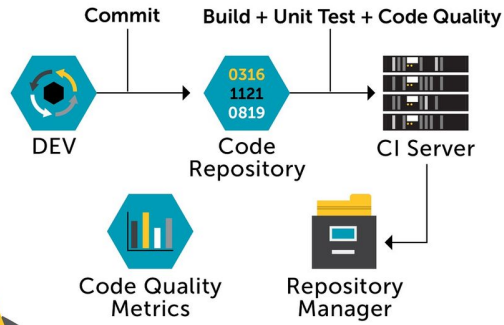 Commit
Build + Unit Test + Code Quality
0316
1121
0819
DEV
Code
Repository
CI Server
Code Quality
Metrics
Repository
Manager